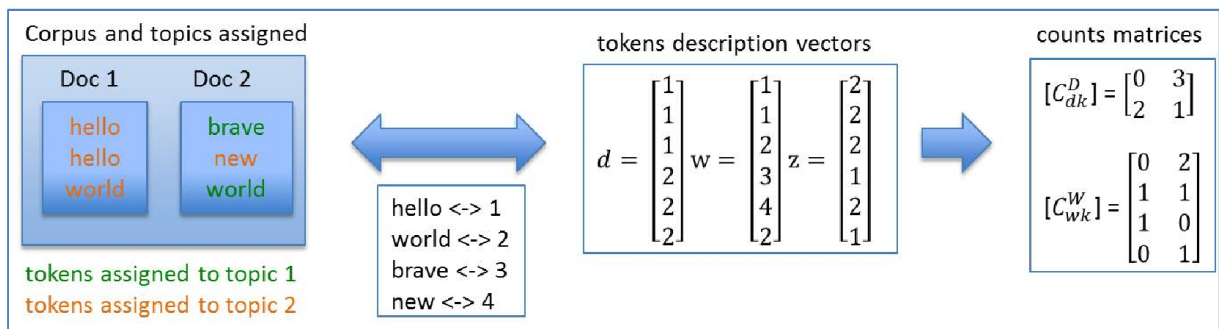 Corpus and topics assigned
Doc 1
hello
hello
world
Doc 2
brave
new
world
tokens assigned to topic 1
tokens assigned to topic 2
hello <-> 1
world <-> 2
brave <-> 3
new <-> 4
tokens description vectors
d = [1 1 1 2 2 2] w = [1 1 2 3 4 2] z = [2 2 2 1 2 1]
counts matrices
[C^D_dk] = [0 3
2 1]
[C^W_wk] = [0 2
1 1
1 0
0 1]